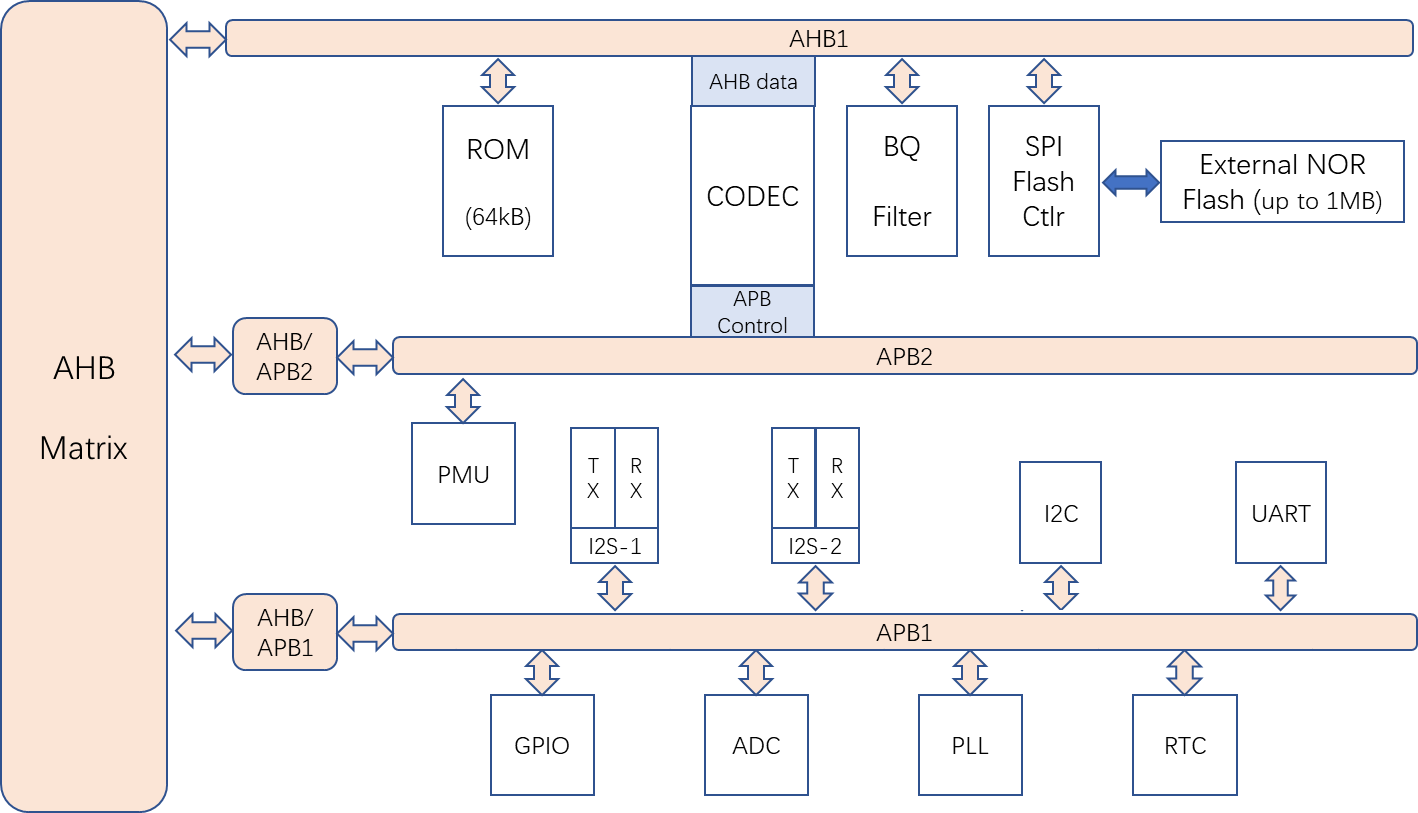 AHB
Matrix
AHB1
AHB data
ROM
(64kB)
CODEC
BQ
Filter
SPI
Flash
Ctlr
External NOR
Flash (up to 1MB)
APB
Control
AHB/
APB2
APB2
PMU
T
X
R
X
I2S-1
T
X
R
X
I2S-2
I2C
UART
AHB/
APB1
APB1
GPIO
ADC
PLL
RTC